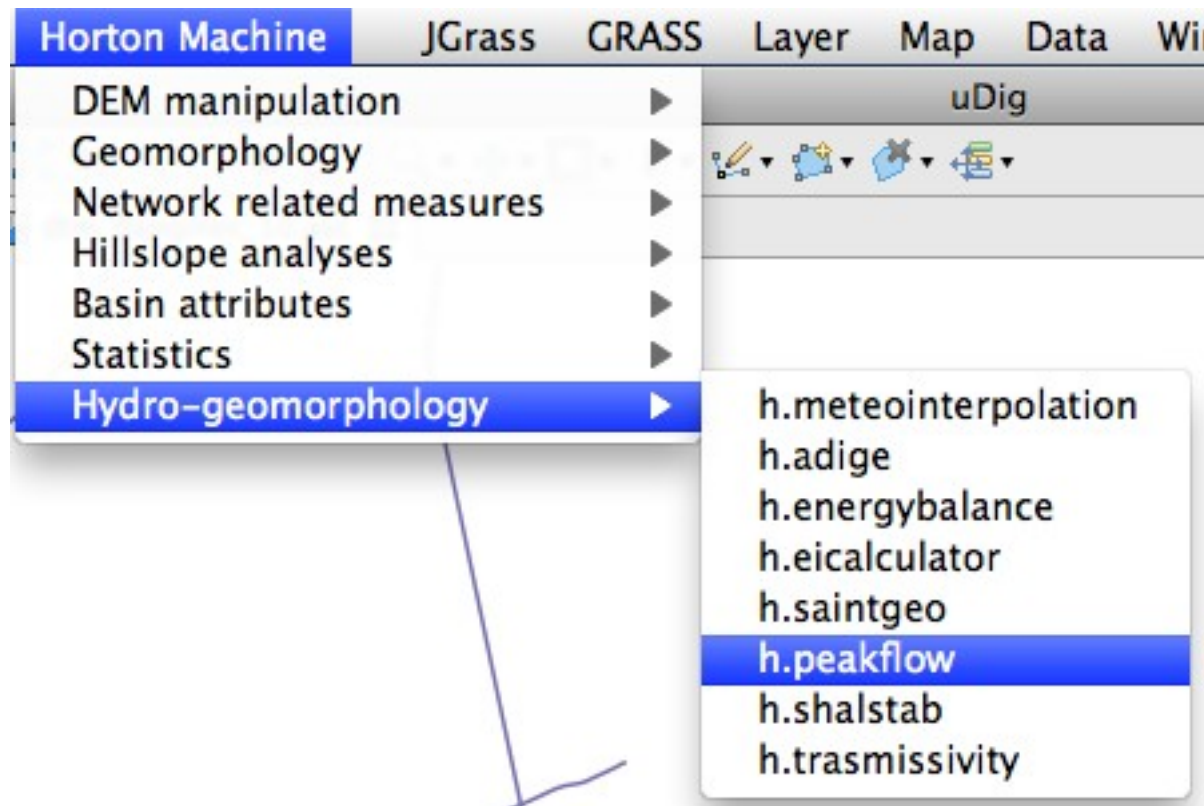 Horton Machine JGrass GRASS Layer Map Data
uDig
DEM manipulation
Geomorphology
Network related measures
Hillslope analyses
Basin attributes
Statistics
Hydro-geomorphology
h.meteointerpolation
h.adige
h.energybalance
h.eicalculator
h.saintgeo
h.peakflow
h.shalstab
h.trasmissivity